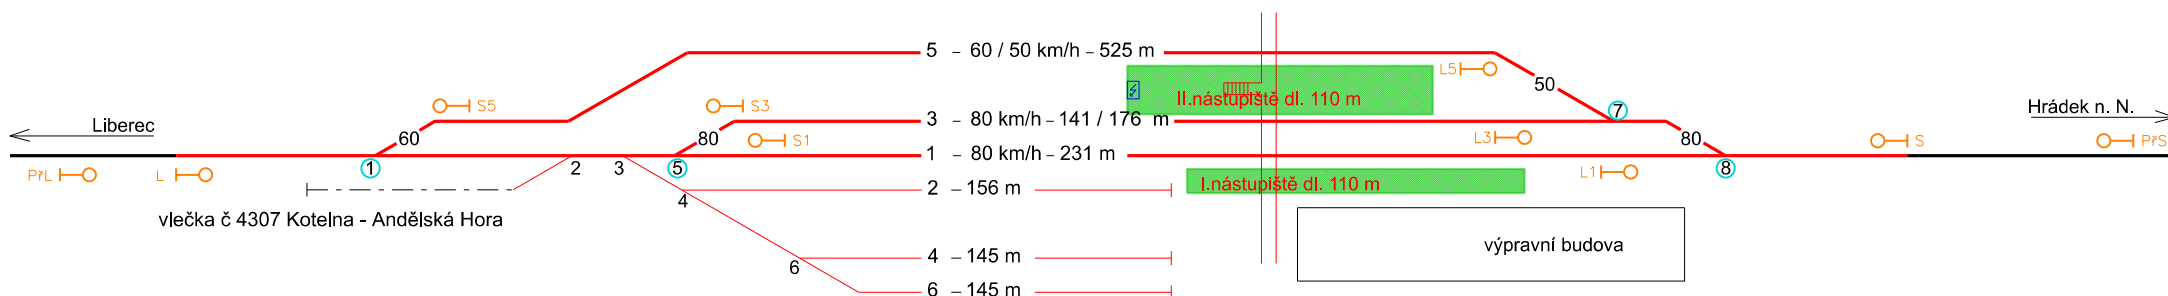 5 – 60 / 50 km/h – 525 m
L5
50
S5
S3
II.nástupiště dl. 110 m
7
Hrádek n. N.
Liberec
60
80
S1
3 – 80 km/h – 141 / 176 m
L3
80
S
PřS
1 – 80 km/h – 231 m
PřL
L
1
2
3
5
L1
8
4
2 – 156 m
I.nástupiště dl. 110 m
vlečka č 4307 Kotelna - Andělská Hora
výpravní budova
6
4 – 145 m
6 – 145 m